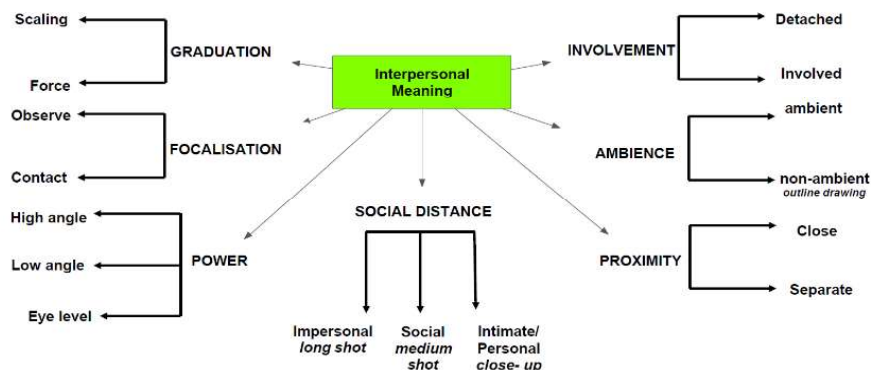 Scaling
GRADUATION
Force
Observe
FOCALISATION
Contact
High angle
POWER
Low angle
Eye level
Interpersonal
Meaning
SOCIAL DISTANCE
Impersonal
long shot
Social
medium
shot
Intimate/
Personal
close- up
INVOLVEMENT
Detached
Involved
AMBIENCE
ambient
non-ambient
outline drawing
PROXIMITY
Close
Separate